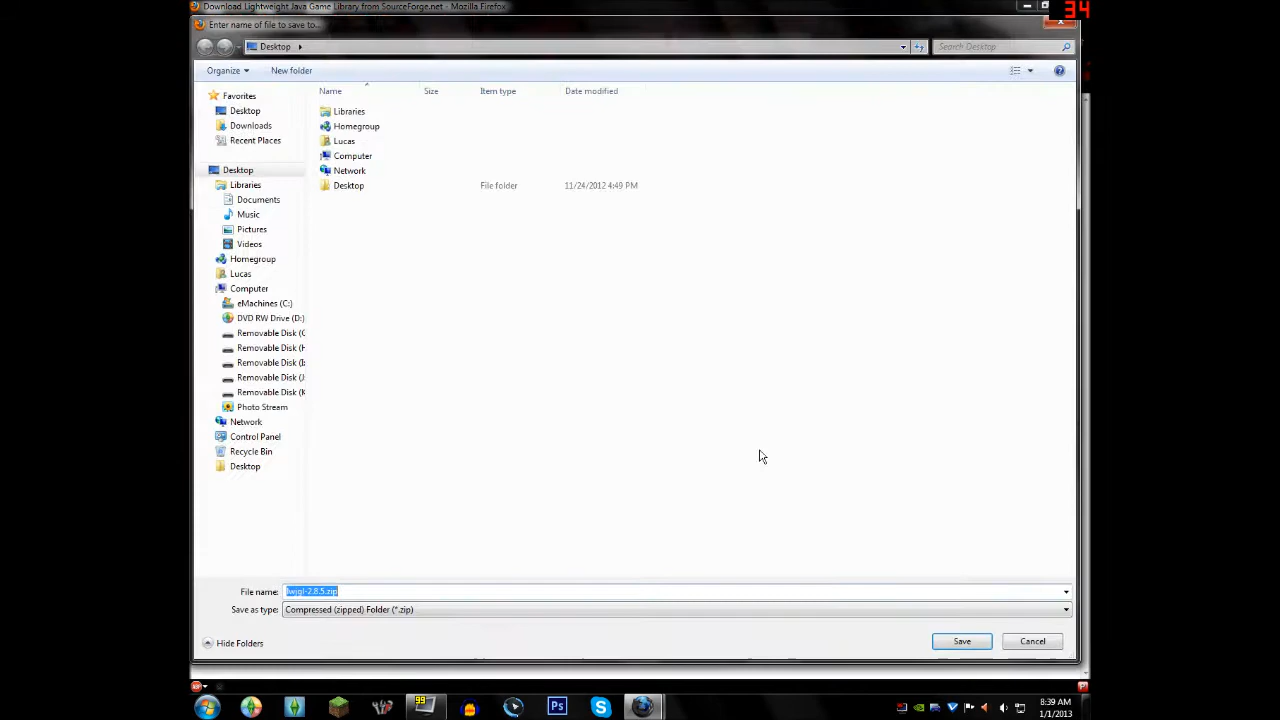 Download Lightweight Java Game Library from SourceForge.net - Mozilla Firefox
34
Enter name of file to save to...
Desktop
Search Desktop
Organize
New folder
Name
Size
Item type
Date modified
Favorites
Desktop
Downloads
Recent Places
Desktop
Libraries
Documents
Music
Pictures
Videos
Homegroup
Lucas
Computer
eMachines (C:)
DVD RW Drive (D:)
Removable Disk (
Removable Disk (H
Removable Disk (I:
Removable Disk (J:
Removable Disk (K
Photo Stream
Network
Control Panel
Recycle Bin
Desktop
Libraries
Homegroup
Lucas
Computer
Network
Desktop
File folder
11/24/2012 4:49 PM
File name:
lwjgl-2.8.5.zip
Save as type:
Compressed (zipped) Folder (*.zip)
Hide Folders
Save
Cancel
99
Ps
8:39 AM
1/1/2013